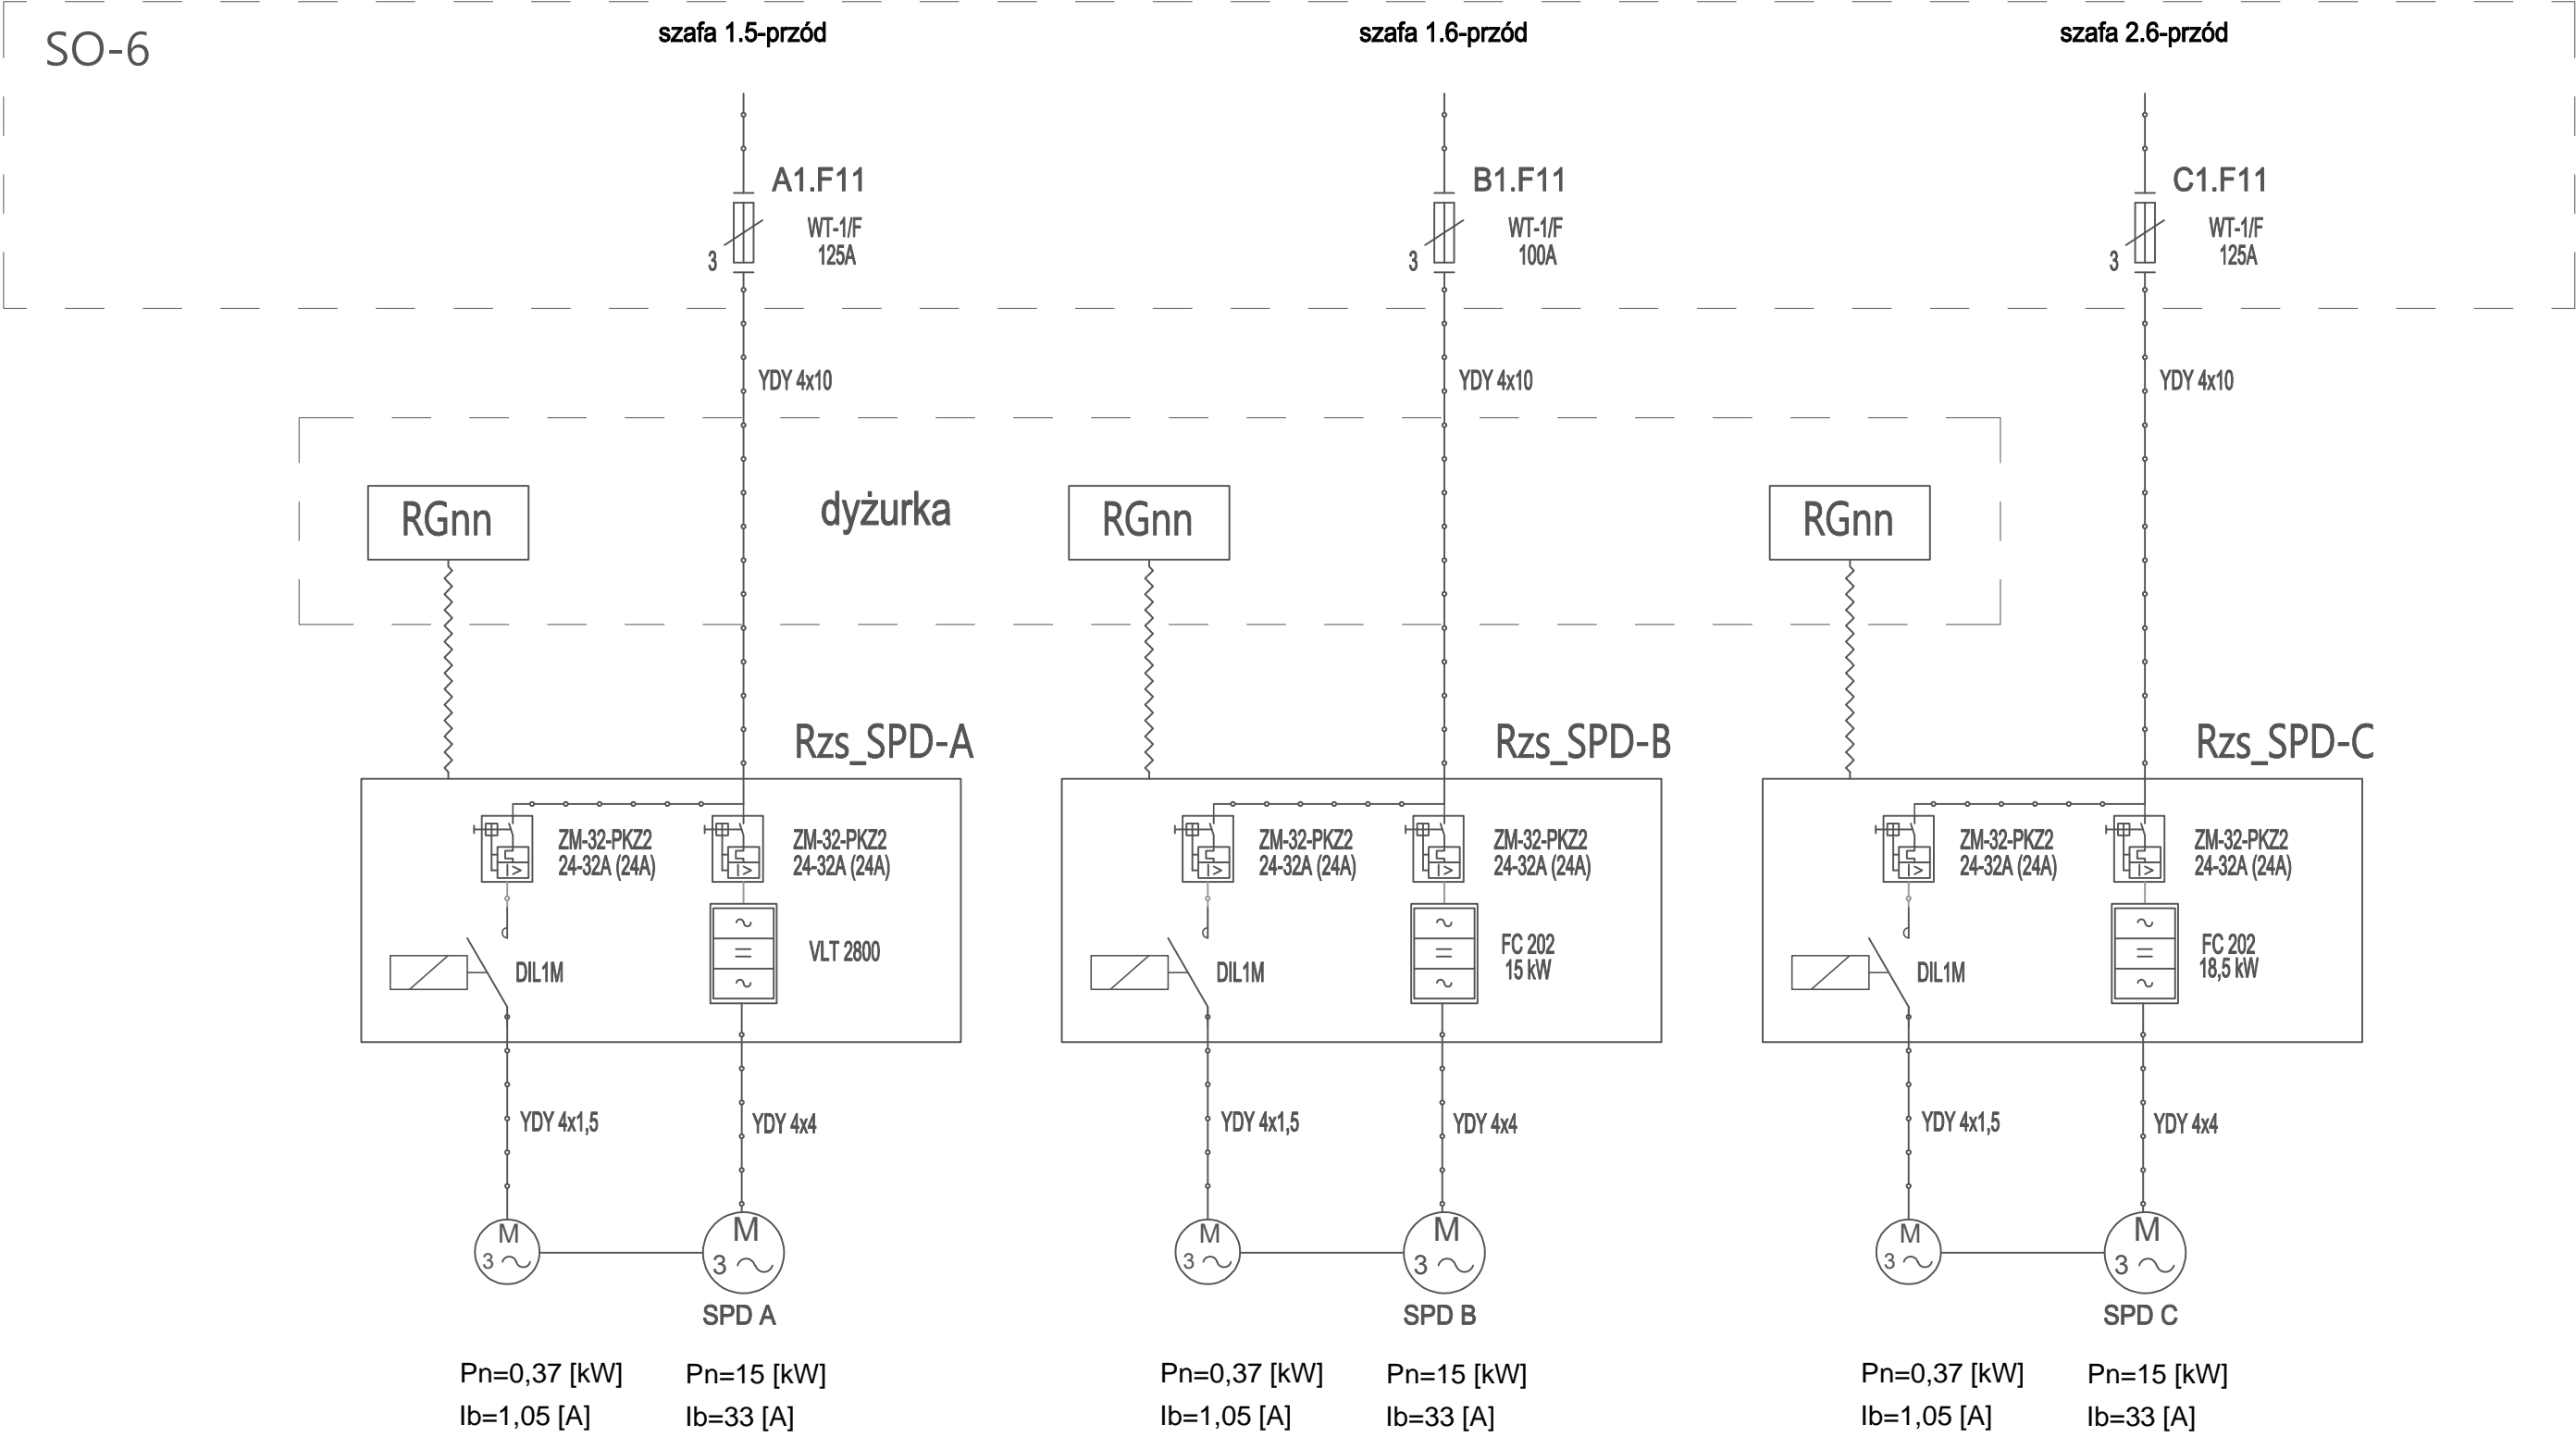 SO-6
szafa 1.5-przód
szafa 1.6-przód
szafa 2.6-przód
A1.F11
WT-1/F
125A
3
B1.F11
WT-1/F
100A
3
C1.F11
WT-1/F
125A
3
YDY 4x10
YDY 4x10
YDY 4x10
RGnn
dyżurka
RGnn
RGnn
Rzs_SPD-A
Rzs_SPD-B
Rzs_SPD-C
I>
ZM-32-PKZ2
24-32A (24A)
I>
ZM-32-PKZ2
24-32A (24A)
I>
ZM-32-PKZ2
24-32A (24A)
I>
ZM-32-PKZ2
24-32A (24A)
I>
ZM-32-PKZ2
24-32A (24A)
I>
ZM-32-PKZ2
24-32A (24A)
DIL1M
~
=
~
VLT 2800
DIL1M
~
=
~
FC 202
15 kW
DIL1M
~
=
~
FC 202
18,5 kW
YDY 4x1,5
YDY 4x4
YDY 4x1,5
YDY 4x4
YDY 4x1,5
YDY 4x4
M
3 ~
M
3 ~
M
3 ~
M
3 ~
M
3 ~
M
3 ~
SPD A
SPD B
SPD C
Pn=0,37 [kW]
Ib=1,05 [A]
Pn=15 [kW]
Ib=33 [A]
Pn=0,37 [kW]
Ib=1,05 [A]
Pn=15 [kW]
Ib=33 [A]
Pn=0,37 [kW]
Ib=1,05 [A]
Pn=15 [kW]
Ib=33 [A]